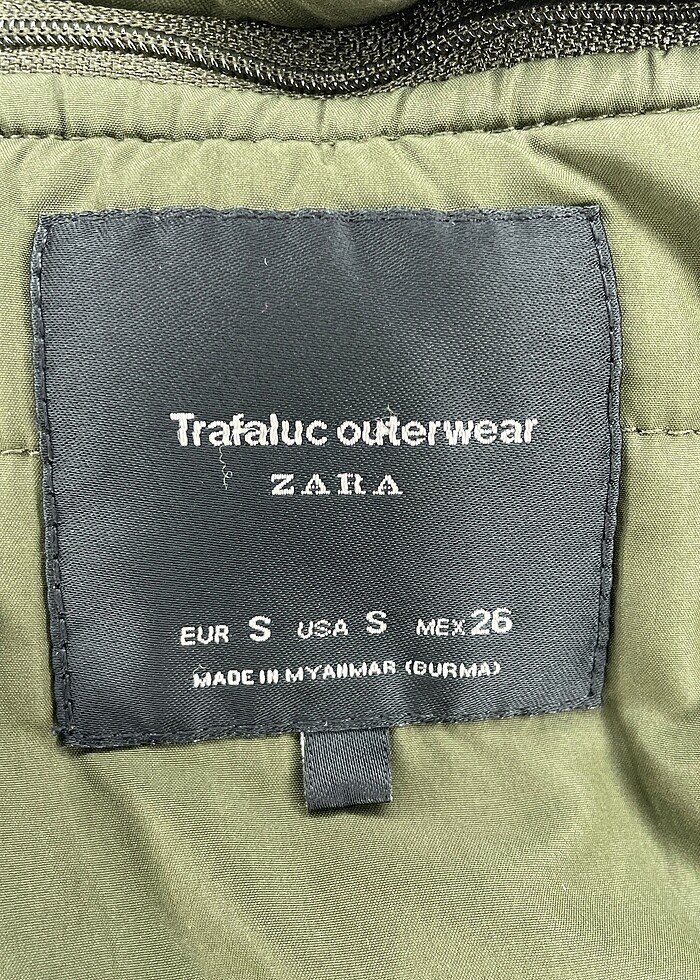 Trafaluc outerwear
ZARA
EUR S USA S MEX 26
MADE IN MYANMAR (BURMA)